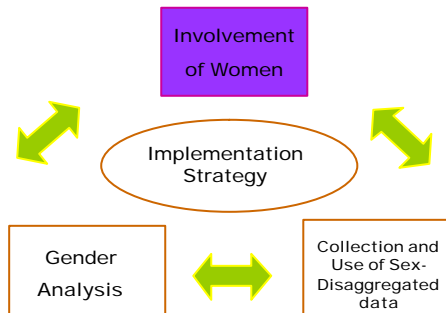 Involvement
of Women
Implementation
Strategy
Gender
Analysis
Collection and
Use of Sex-
Disaggregated
data